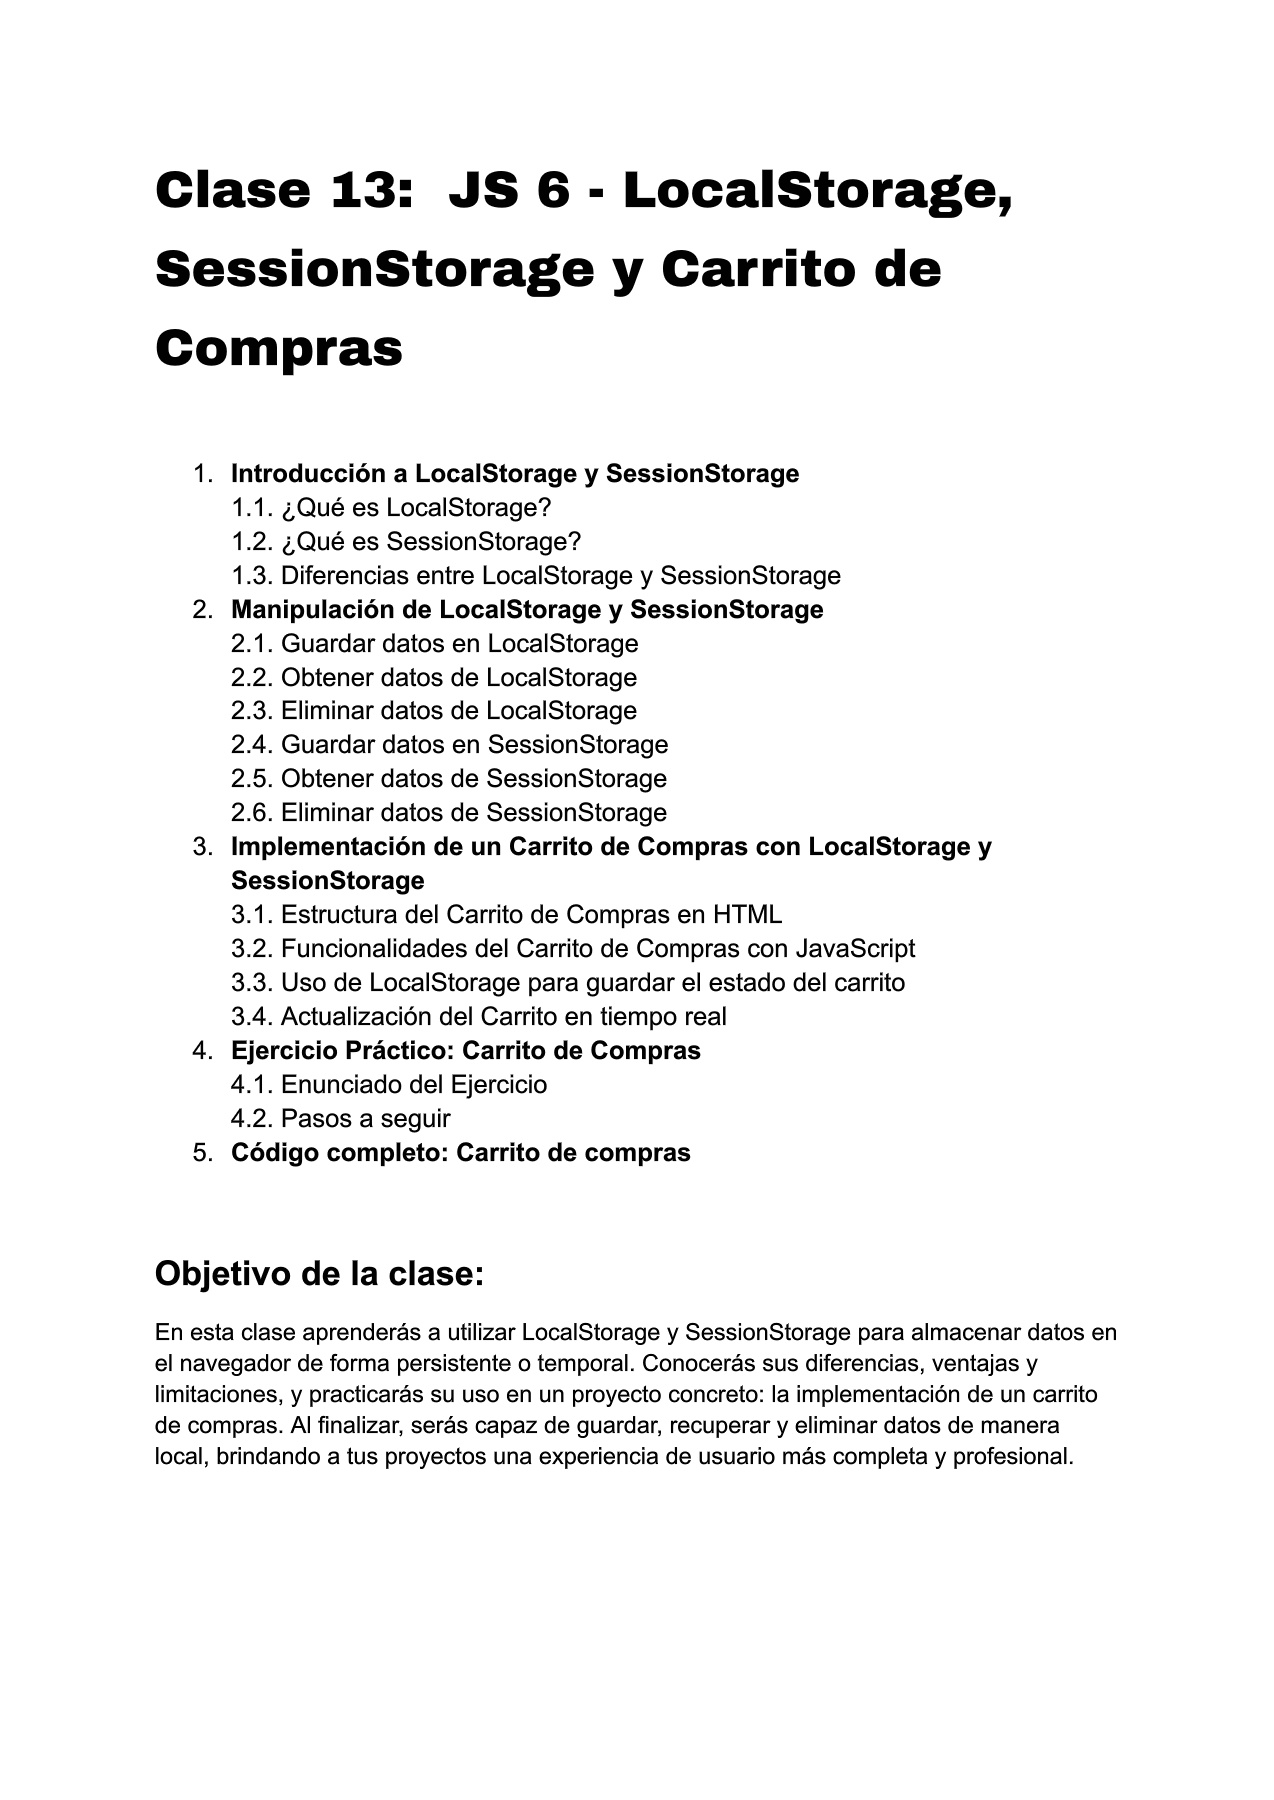 Clase 13:  JS 6 - LocalStorage,
SessionStorage y Carrito de
Compras
1. Introducción a LocalStorage y SessionStorage
1.1. ¿Qué es LocalStorage?
1.2. ¿Qué es SessionStorage?
1.3. Diferencias entre LocalStorage y SessionStorage
2. Manipulación de LocalStorage y SessionStorage
2.1. Guardar datos en LocalStorage
2.2. Obtener datos de LocalStorage
2.3. Eliminar datos de LocalStorage
2.4. Guardar datos en SessionStorage
2.5. Obtener datos de SessionStorage
2.6. Eliminar datos de SessionStorage
3. Implementación de un Carrito de Compras con LocalStorage y
SessionStorage
3.1. Estructura del Carrito de Compras en HTML
3.2. Funcionalidades del Carrito de Compras con JavaScript
3.3. Uso de LocalStorage para guardar el estado del carrito
3.4. Actualización del Carrito en tiempo real
4. Ejercicio Práctico: Carrito de Compras
4.1. Enunciado del Ejercicio
4.2. Pasos a seguir
5. Código completo: Carrito de compras
Objetivo de la clase:
En esta clase aprenderás a utilizar LocalStorage y SessionStorage para almacenar datos en
el navegador de forma persistente o temporal. Conocerás sus diferencias, ventajas y
limitaciones, y practicarás su uso en un proyecto concreto: la implementación de un carrito
de compras. Al finalizar, serás capaz de guardar, recuperar y eliminar datos de manera
local, brindando a tus proyectos una experiencia de usuario más completa y profesional.